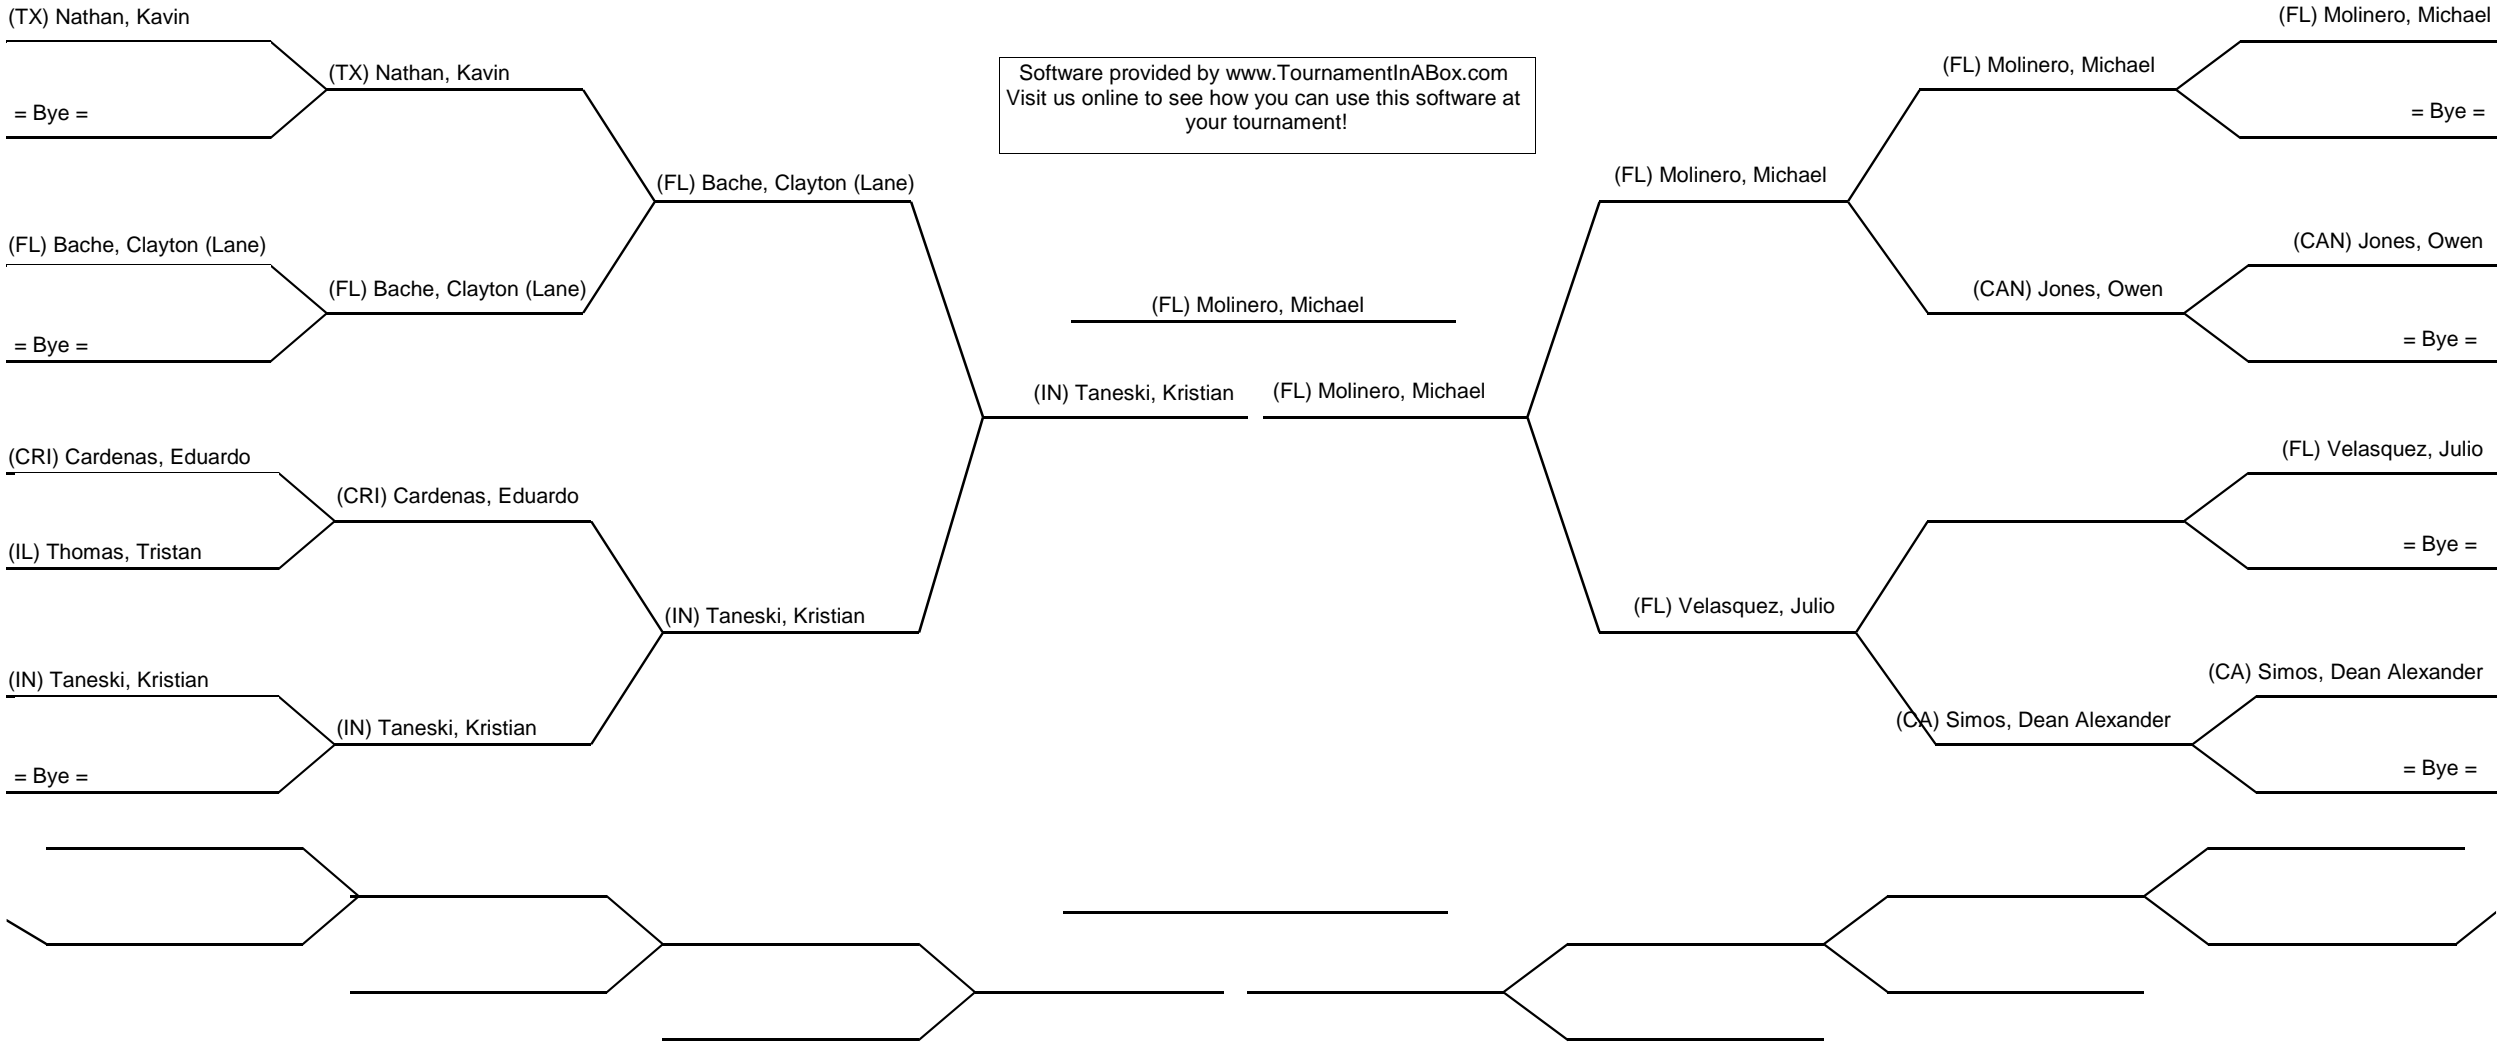 (TX) Nathan, Kavin
= Bye =
(FL) Bache, Clayton (Lane)
= Bye =
(CRI) Cardenas, Eduardo
(IL) Thomas, Tristan
(IN) Taneski, Kristian
= Bye =
(TX) Nathan, Kavin
(FL) Bache, Clayton (Lane)
(CRI) Cardenas, Eduardo
(IN) Taneski, Kristian
(FL) Bache, Clayton (Lane)
(IN) Taneski, Kristian
Software provided by www.TournamentInABox.com
Visit us online to see how you can use this software at
your tournament!
(FL) Molinero, Michael
(IN) Taneski, Kristian
(FL) Molinero, Michael
(FL) Molinero, Michael
(FL) Velasquez, Julio
(FL) Molinero, Michael
(CAN) Jones, Owen
(CA) Simos, Dean Alexander
(FL) Molinero, Michael
= Bye =
(CAN) Jones, Owen
= Bye =
(FL) Velasquez, Julio
= Bye =
(CA) Simos, Dean Alexander
= Bye =